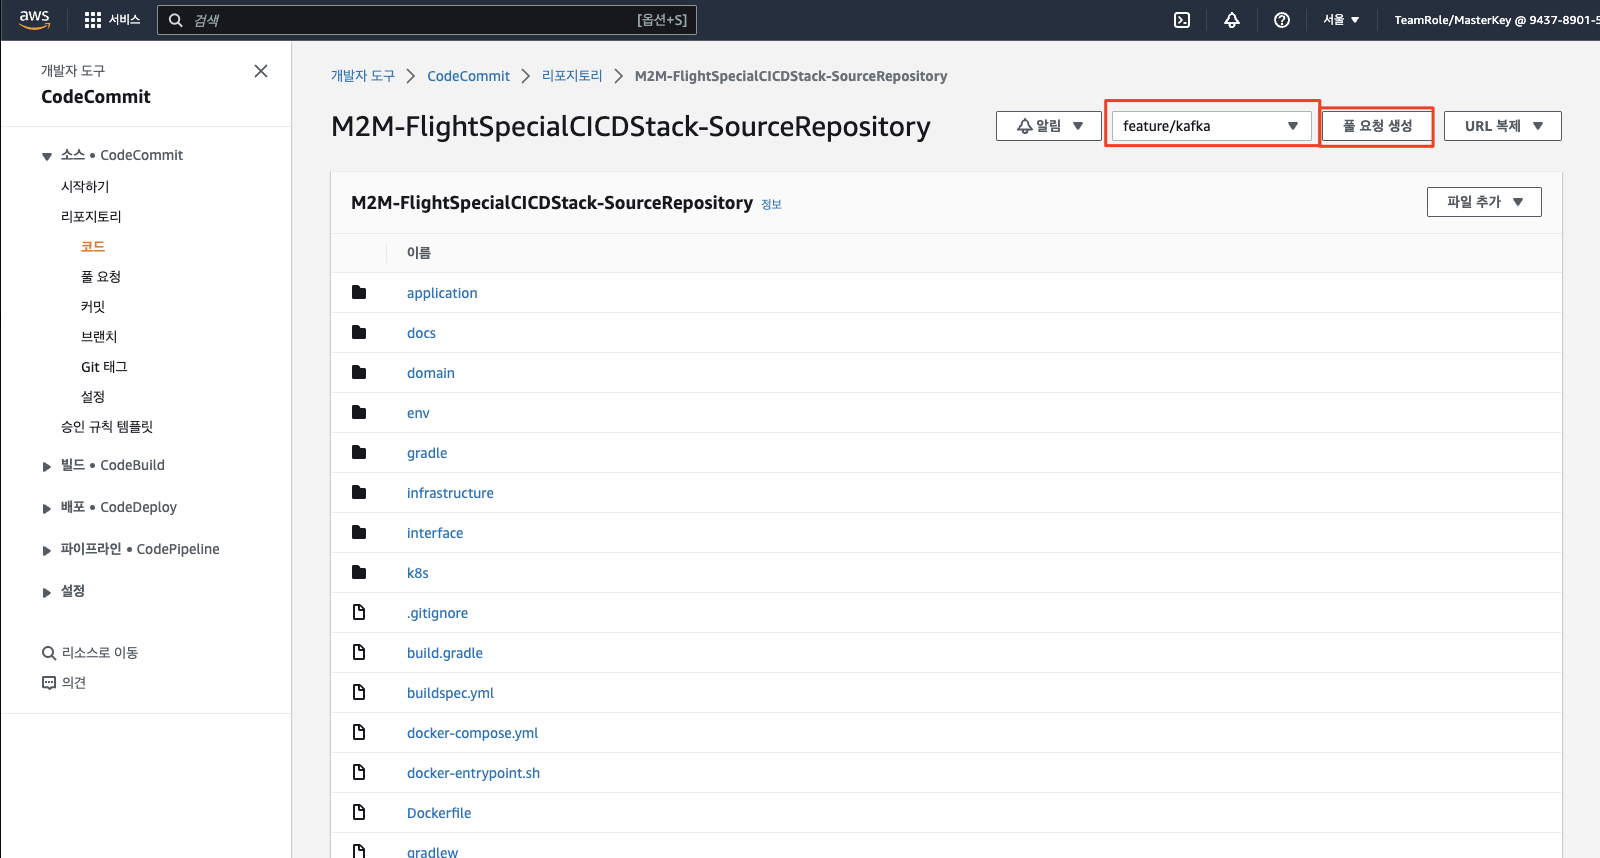 aws
서비스
검색
[옵션+S]
서울 ▼
TeamRole/MasterKey @ 9437-8901-5
개발자 도구
CodeCommit
소스 • CodeCommit
시작하기
리포지토리
코드
풀 요청
커밋
브랜치
Git 태그
설정
승인 규칙 템플릿
빌드 • CodeBuild
배포 • CodeDeploy
파이프라인 • CodePipeline
설정
리소스로 이동
의견
개발자 도구 > CodeCommit > 리포지토리 > M2M-FlightSpecialCICDStack-SourceRepository
M2M-FlightSpecialCICDStack-SourceRepository
알림 ▼
feature/kafka ▼
풀 요청 생성
URL 복제 ▼
M2M-FlightSpecialCICDStack-SourceRepository 정보
파일 추가 ▼
이름
application
docs
domain
env
gradle
infrastructure
interface
k8s
.gitignore
build.gradle
buildspec.yml
docker-compose.yml
docker-entrypoint.sh
Dockerfile
gradlew